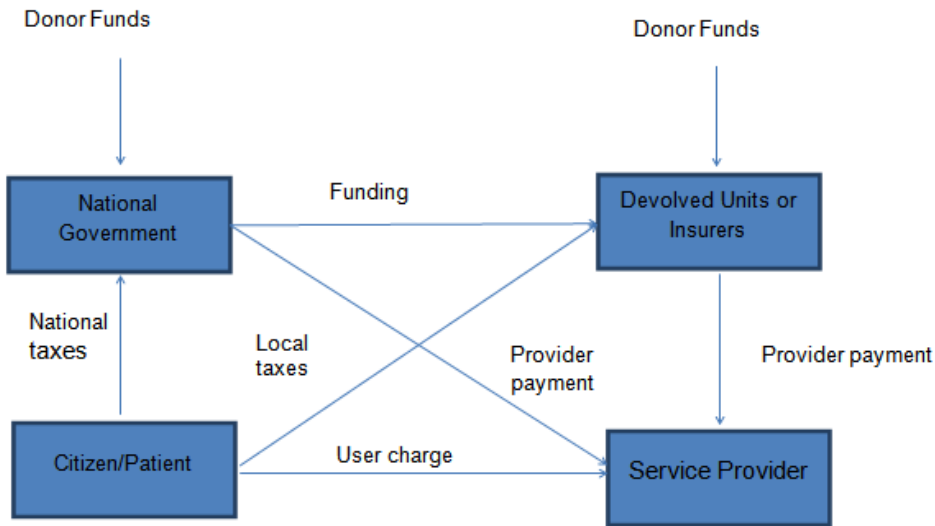 Donor Funds
Donor Funds
National
Government
Funding
Devolved Units or
Insurers
National
taxes
Local
taxes
Provider
payment
Provider payment
Citizen/Patient
User charge
Service Provider